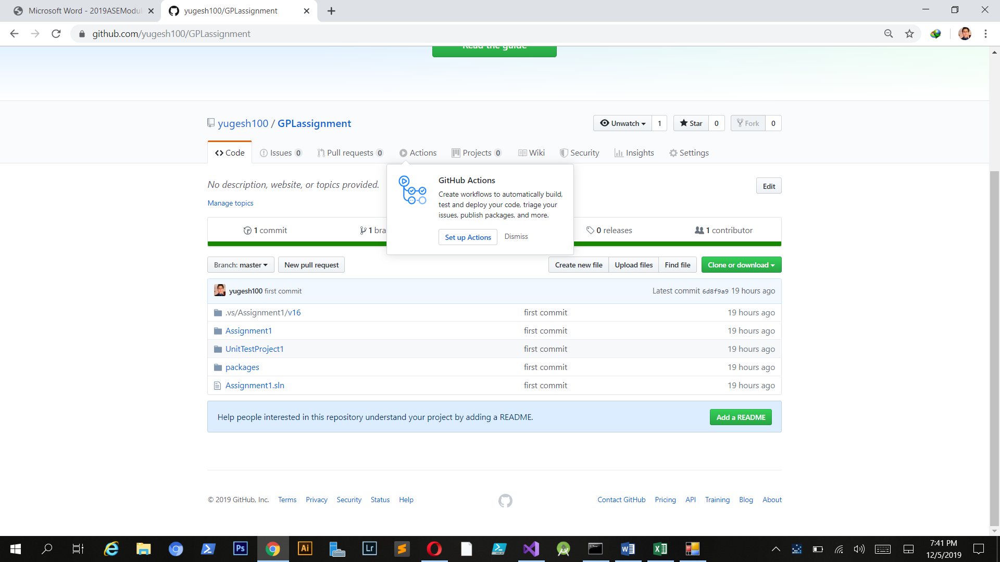 Microsoft Word - 2019ASEModul
yugesh100/GPLassignment
github.com/yugesh100/GPLassignment
Read the guide
yugesh100 / GPLassignment
Unwatch 1
Star 0
Fork 0
Code
Issues 0
Pull requests 0
Actions
Projects 0
Wiki
Security
Insights
Settings
No description, website, or topics provided.
Edit
Manage topics
GitHub Actions
Create workflows to automatically build,
test and deploy your code, triage your
issues, publish packages, and more.
Set up Actions
Dismiss
1 commit
1 bra
0 releases
1 contributor
Branch: master
New pull request
Create new file
Upload files
Find file
Clone or download
yugesh100 first commit
Latest commit 6d8f9a9 19 hours ago
.vs/Assignment1/v16 first commit 19 hours ago
Assignment1 first commit 19 hours ago
UnitTestProject1 first commit 19 hours ago
packages first commit 19 hours ago
Assignment1.sln first commit 19 hours ago
Help people interested in this repository understand your project by adding a README.
Add a README
© 2019 GitHub, Inc. Terms Privacy Security Status Help
Contact GitHub Pricing API Training Blog About
Ps
Ai
Lr
7:41 PM
12/5/2019